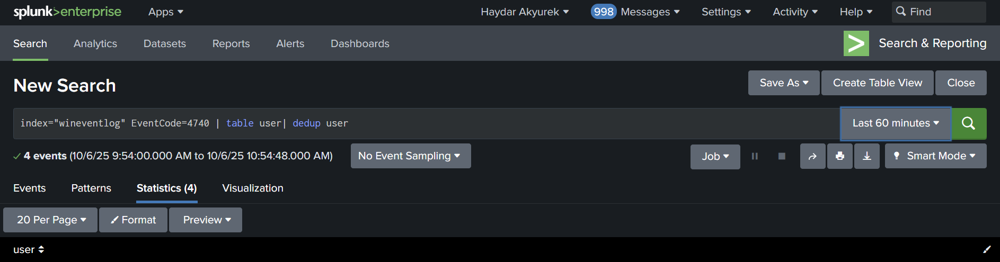 splunk>enterprise Apps Haydar Akyurek 998 Messages Settings Activity Help Find
Search Analytics Datasets Reports Alerts Dashboards Search & Reporting
New Search Save As Create Table View Close
index="wineventlog" EventCode=4740 | table user| dedup user Last 60 minutes
4 events (10/6/25 9:54:00.000 AM to 10/6/25 10:54:48.000 AM) No Event Sampling Job Smart Mode
Events Patterns Statistics (4) Visualization
20 Per Page Format Preview
user